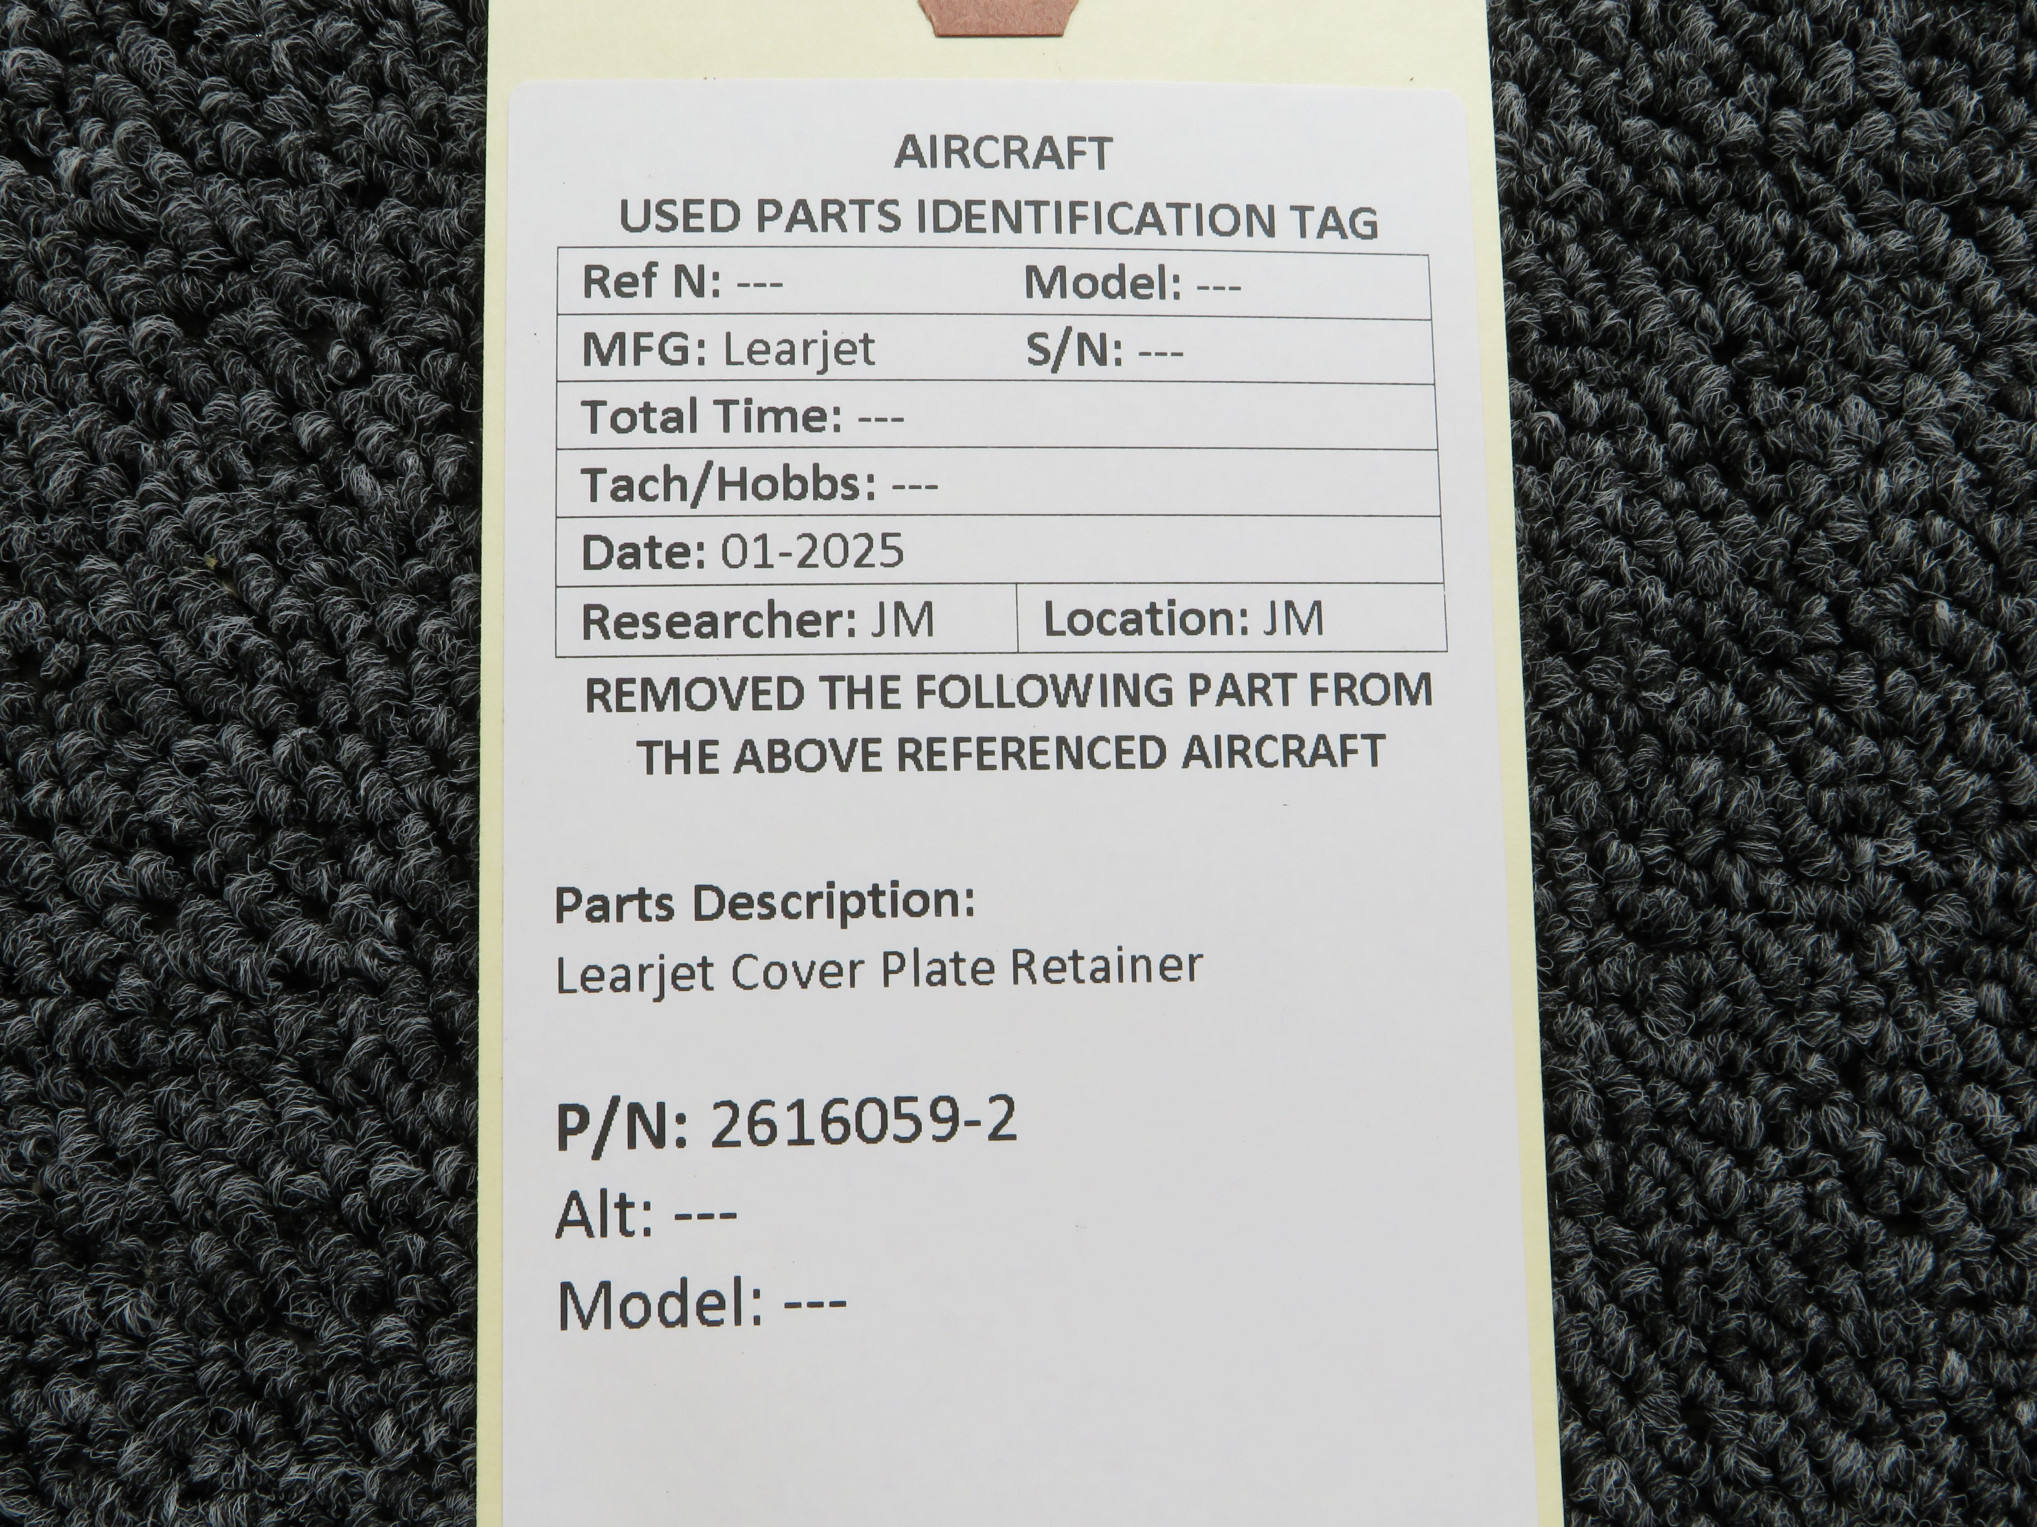 AIRCRAFT
USED PARTS IDENTIFICATION TAG
Ref N: --- Model: ---
MFG: Learjet S/N: ---
Total Time: ---
Tach/Hobbs: ---
Date: 01-2025
Researcher: JM Location: JM
REMOVED THE FOLLOWING PART FROM
THE ABOVE REFERENCED AIRCRAFT
Parts Description:
Learjet Cover Plate Retainer
P/N: 2616059-2
Alt: ---
Model: ---